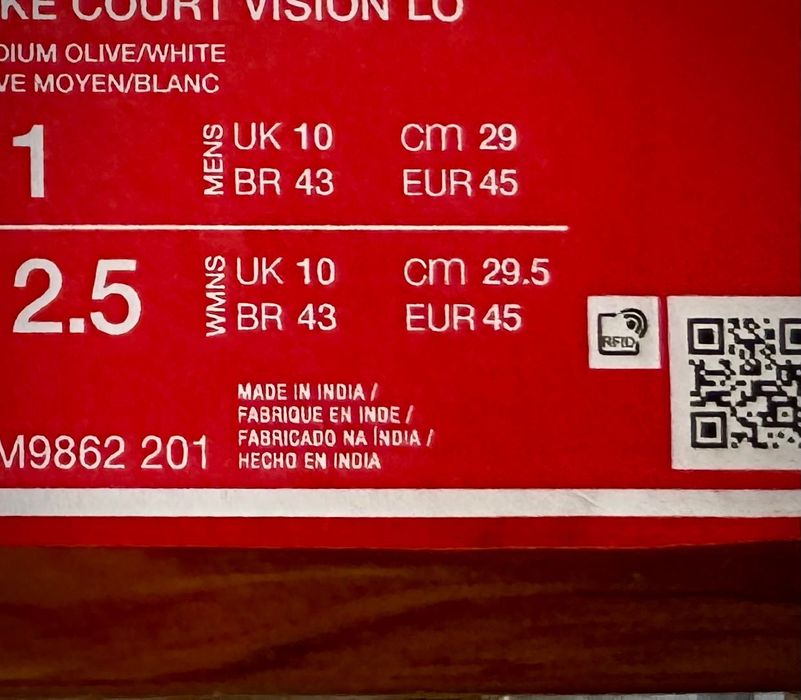 KE COURT VISION LO
DIUM OLIVE/WHITE
VE MOYEN/BLANC
1
MENS
UK 10
cm 29
BR 43
EUR 45
2.5
WMNS
UK 10
cm 29.5
BR 43
EUR 45
RFID
MADE IN INDIA /
FABRIQUE EN INDE /
FABRICADO NA ÍNDIA /
HECHO EN INDIA
M9862 201